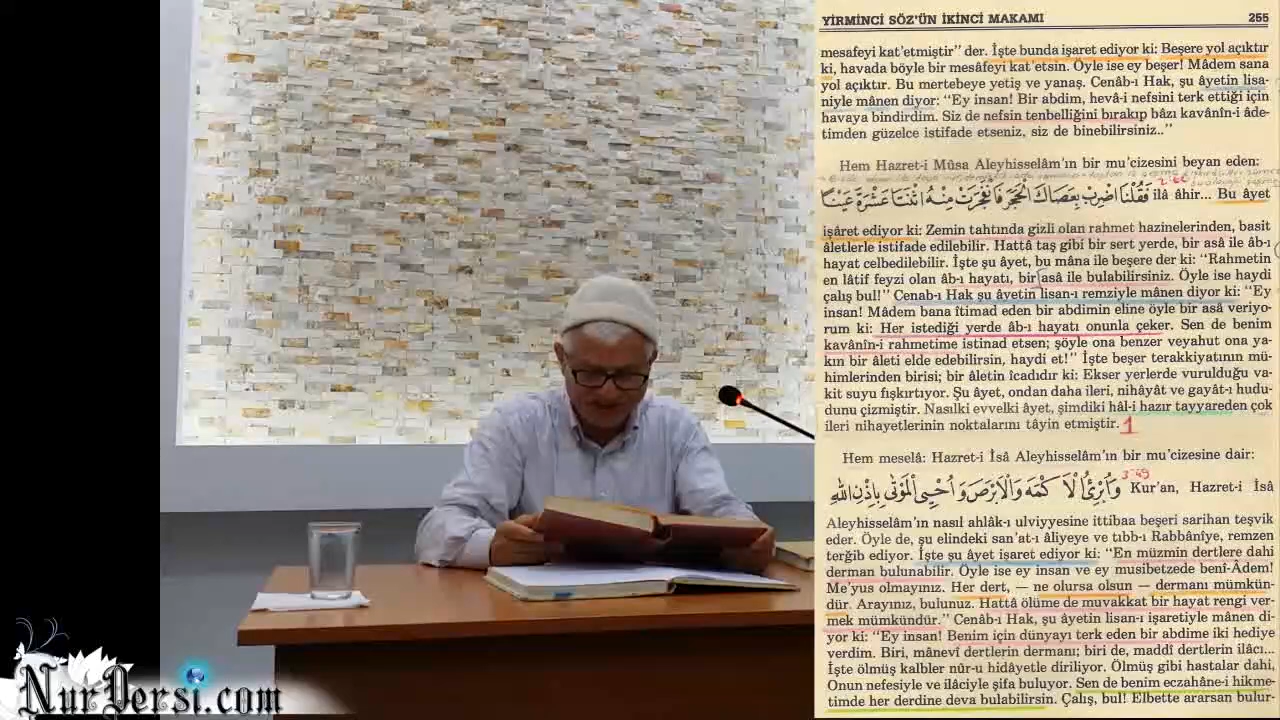 YİRMİNCİ SÖZ'ÜN İKİNCİ MAKAMI 255
mesafeyi kat'etmiştir" der. İşte bunda işaret ediyor ki: Beşere yol açıktır
ki, havada böyle bir mesâfeyi kat'etsin. Öyle ise ey beşer! Mâdem sana
yol açıktır. Bu mertebeye yetiş ve yanaş. Cenâb-ı Hak, şu âyetin lisa-
niyle mânen diyor: "Ey insan! Bir abdim, hevâ-i nefsini terk ettiği için
havaya bindirdim. Siz de nefsin tenbelliğini bırakıp bâzı kavânîn-i âde-
timden güzelce istifade etseniz, siz de binebilirsiniz.."
Hem Hazret-i Mûsa Aleyhisselâm'ın bir mu'cizesini beyan eden:
فَقُلْنَا اضْرِبْ بِعَصَاكَ الْحَجَرَ فَانْفَجَرَتْ مِنْهُ اثْنَتَا عَشْرَةَ عَيْنًا ilâ âhir... Bu âyet
işâret ediyor ki: Zemin tahtında gizli olan rahmet hazinelerinden, basit
âletlerle istifade edilebilir. Hattâ taş gibi bir sert yerde, bir asâ ile âb-ı
hayat celbedilebilir. İşte şu âyet, bu mâna ile beşere der ki: "Rahmetin
en lâtif feyzi olan âb-ı hayatı, bir asâ ile bulabilirsiniz. Öyle ise haydi
çalış bul!" Cenab-ı Hak şu âyetin lisan-ı remziyle mânen diyor ki: "Ey
insan! Mâdem bana îtimad eden bir abdimin eline öyle bir asâ veriyo-
rum ki: Her istediği yerde âb-ı hayatı onunla çeker. Sen de benim
kavânîn-i rahmetime istinad etsen; şöyle ona benzer veyahut ona ya-
kın bir âleti elde edebilirsin, haydi et!" İşte beşer terakkiyatının mü-
himlerinden birisi; bir âletin îcadıdır ki: Ekser yerlerde vurulduğu va-
kit suyu fışkırtıyor. Şu âyet, ondan daha ileri, nihâyât ve gayât-ı hudu-
dunu çizmiştir. Nasılki evvelki âyet, şimdiki hâl-i hazır tayyareden çok
ileri nihayetlerinin noktalarını tâyin etmiştir. 1
Hem meselâ: Hazret-i İsâ Aleyhisselâm'ın bir mu'cizesine dair:
3-49
وَاُبْرِئُ الْاَكْمَهَ وَالْاَبْرَصَ وَاُحْيِي الْمَوْتٰى بِاِذْنِ اللّٰهِ Kur'an, Hazret-i İsâ
Aleyhisselâm'ın nasıl ahlâk-ı ulviyyesine ittibaa beşeri sarihan teşvik
eder. Öyle de, şu elindeki san'at-ı âliyeye ve tıbb-ı Rabbânîye, remzen
terğib ediyor. İşte şu âyet işaret ediyor ki: "En müzmin dertlere dahi
derman bulunabilir. Öyle ise ey insan ve ey musibetzede benî-Âdem!
Me'yus olmayınız. Her dert, — ne olursa olsun — dermanı mümkün-
dür. Arayınız, bulunuz. Hattâ ölüme de muvakkat bir hayat rengi ver-
mek mümkündür." Cenâb-ı Hak, şu âyetin lisan-ı işaretiyle mânen di-
yor ki: "Ey insan! Benim için dünyayı terk eden bir abdime iki hediye
verdim. Biri, mânevî dertlerin dermanı; biri de, maddî dertlerin ilâcı...
İşte ölmüş kalbler nûr-u hidâyetle diriliyor. Ölmüş gibi hastalar dahi,
Onun nefesiyle ve ilâciyle şifa buluyor. Sen de benim eczahâne-i hikme-
timde her derdine deva bulabilirsin. Çalış, bul! Elbette ararsan bulur-
NurDersi.com